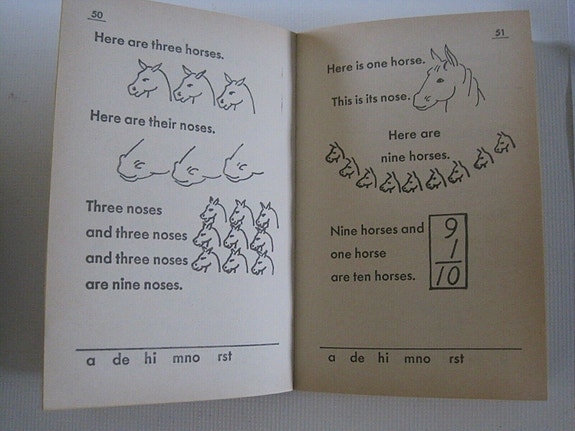 50
Here are three horses.
Here are their noses.
Three noses
and three noses
and three noses
are nine noses.
a de hi mno rst
51
Here is one horse.
This is its nose.
Here are
nine horses.
Nine horses and
one horse
are ten horses.
9
1
10
a de hi mno rst